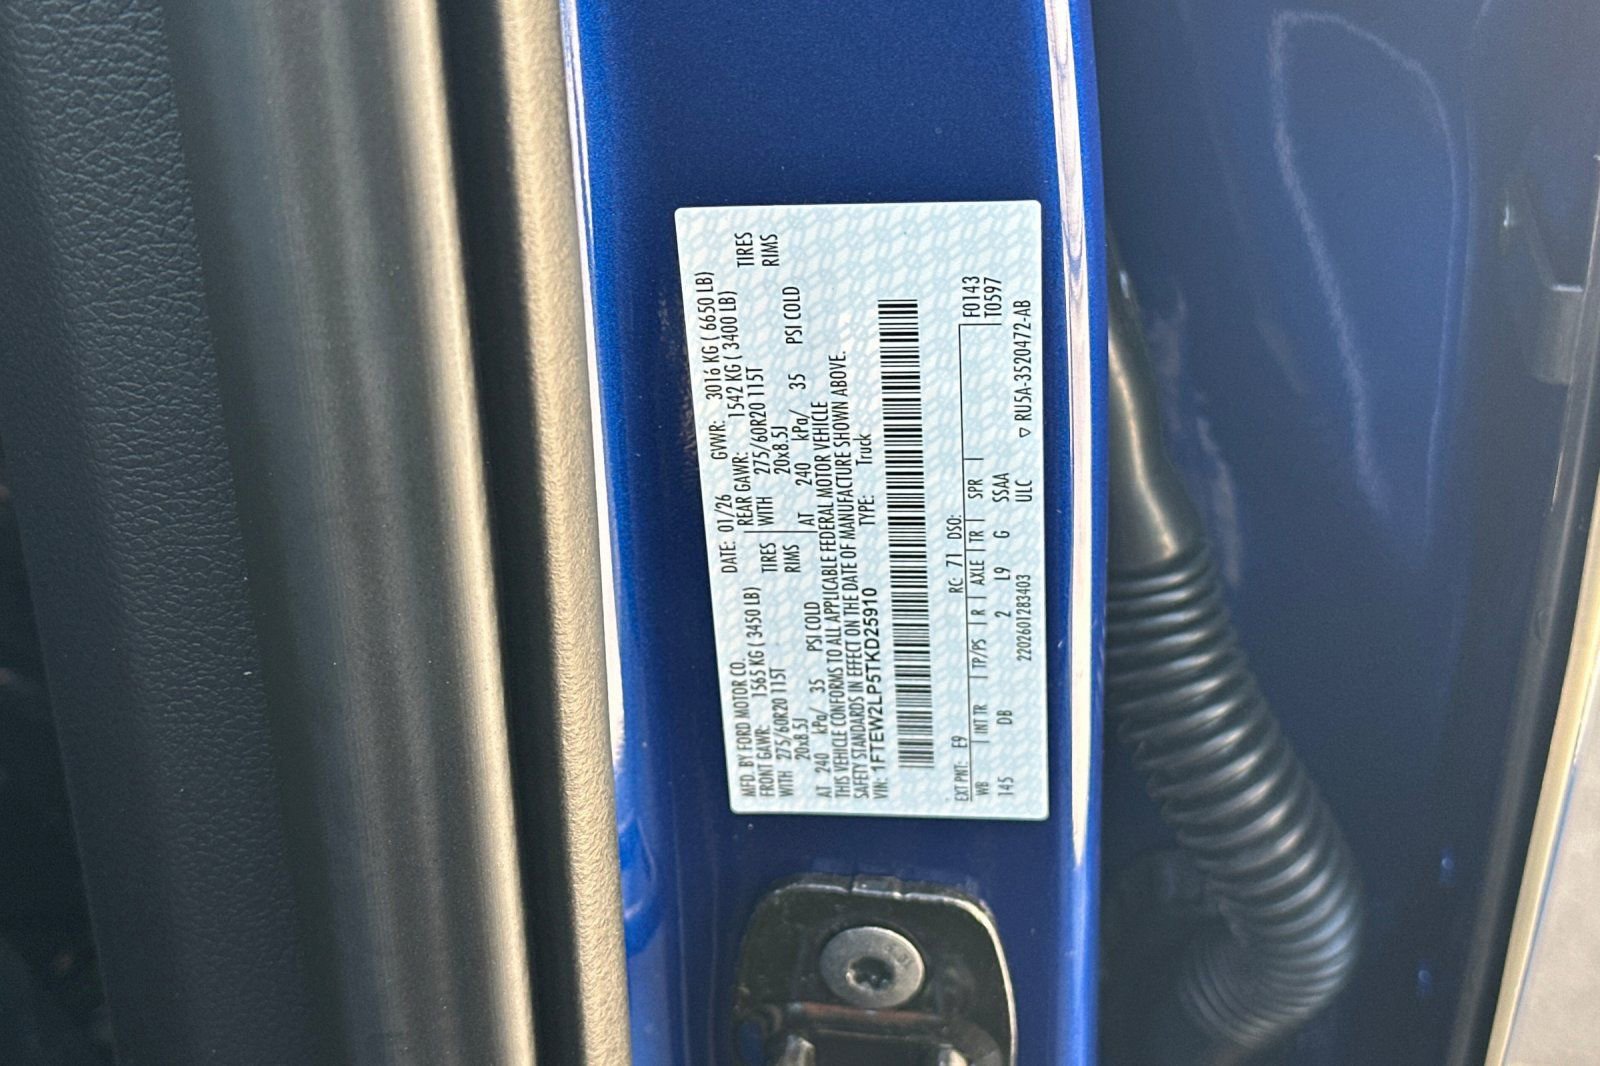 MFD. BY FORD MOTOR CO.
DATE: 01/26 GVWR: 3016 KG ( 6650 LB)
FRONT GAWR: 1565 KG ( 3450 LB) REAR GAWR: 1542 KG ( 3400 LB)
WITH 275/60R20 115T TIRES WITH 275/60R20 115T TIRES
20x8.5J RIMS 20x8.5J RIMS
AT 240 kPa/ 35 PSI COLD AT 240 kPa/ 35 PSI COLD
THIS VEHICLE CONFORMS TO ALL APPLICABLE FEDERAL MOTOR VEHICLE
SAFETY STANDARDS IN EFFECT ON THE DATE OF MANUFACTURE SHOWN ABOVE.
VIN: 1FTEW2LP5TKD25910 TYPE: Truck
EXT PNT: E9 RC: 71 DSO: F0143
WB INT TR TP/PS R AXLE TR SPR T0597
145 DB 2 L9 G SSAA
2202601283403 ULC ▽ RU5A-3520472-AB